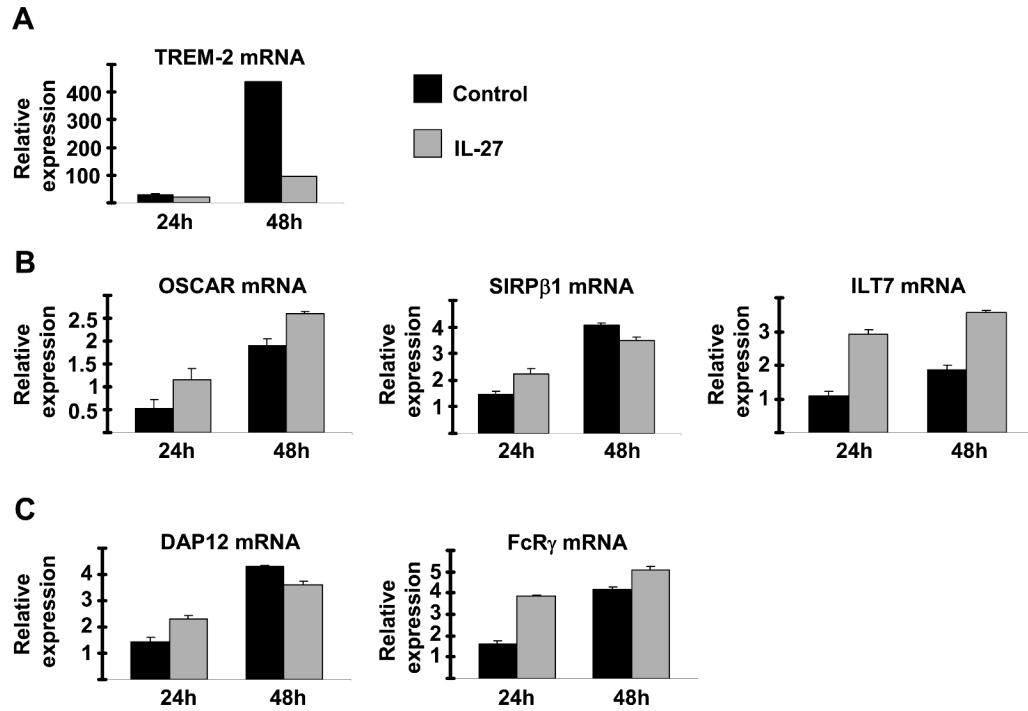 A
TREM-2 mRNA
Relative
expression
400
300
200
100
24h
48h
Control
IL-27
B
OSCAR mRNA
Relative
expression
2.5
2
1.5
1
0.5
24h
48h
SIRPβ1 mRNA
Relative
expression
4
3
2
1
24h
48h
ILT7 mRNA
Relative
expression
3
2
1
24h
48h
C
DAP12 mRNA
Relative
expression
4
3
2
1
24h
48h
FcRγ mRNA
Relative
expression
5
4
3
2
1
24h
48h